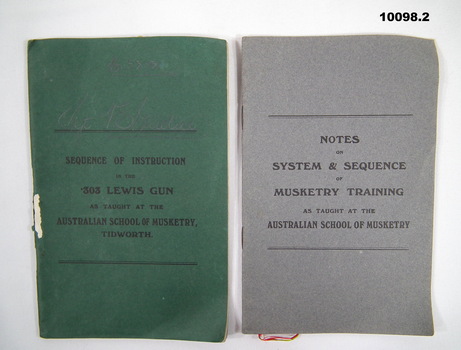 10098.2
SEQUENCE OF INSTRUCTION
IN THE
·303 LEWIS GUN
AS TAUGHT AT THE
AUSTRALIAN SCHOOL OF MUSKETRY,
TIDWORTH.
NOTES
ON
SYSTEM & SEQUENCE
OF
MUSKETRY TRAINING
AS TAUGHT AT THE
AUSTRALIAN SCHOOL OF MUSKETRY